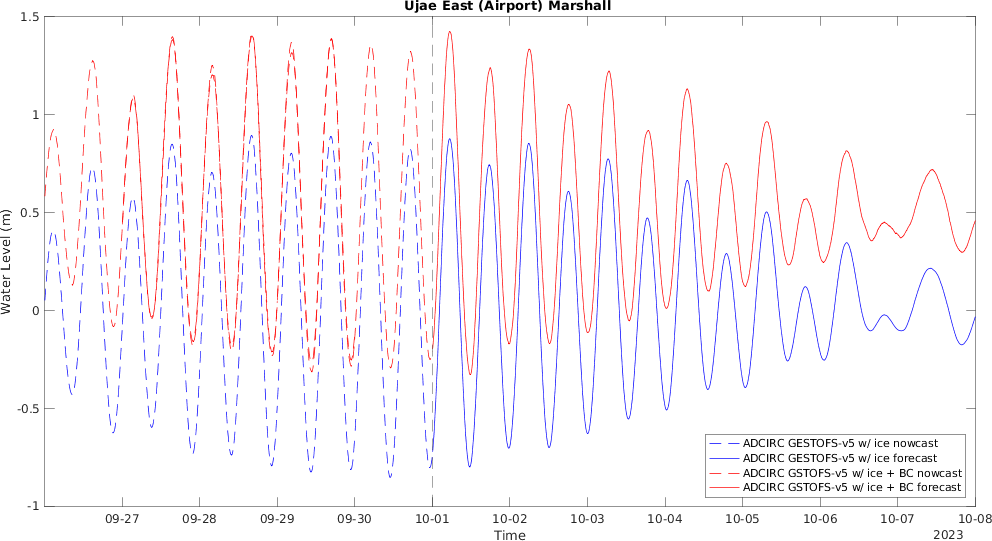 Ujae East (Airport) Marshall
Water Level (m)
1.5
1
0.5
0
-0.5
-1
09-27 09-28 09-29 09-30 10-01 10-02 10-03 10-04 10-05 10-06 10-07 10-08
Time
2023
ADCIRC GESTOFS-v5 w/ ice nowcast
ADCIRC GESTOFS-v5 w/ ice forecast
ADCIRC GSTOFS-v5 w/ ice + BC nowcast
ADCIRC GSTOFS-v5 w/ ice + BC forecast